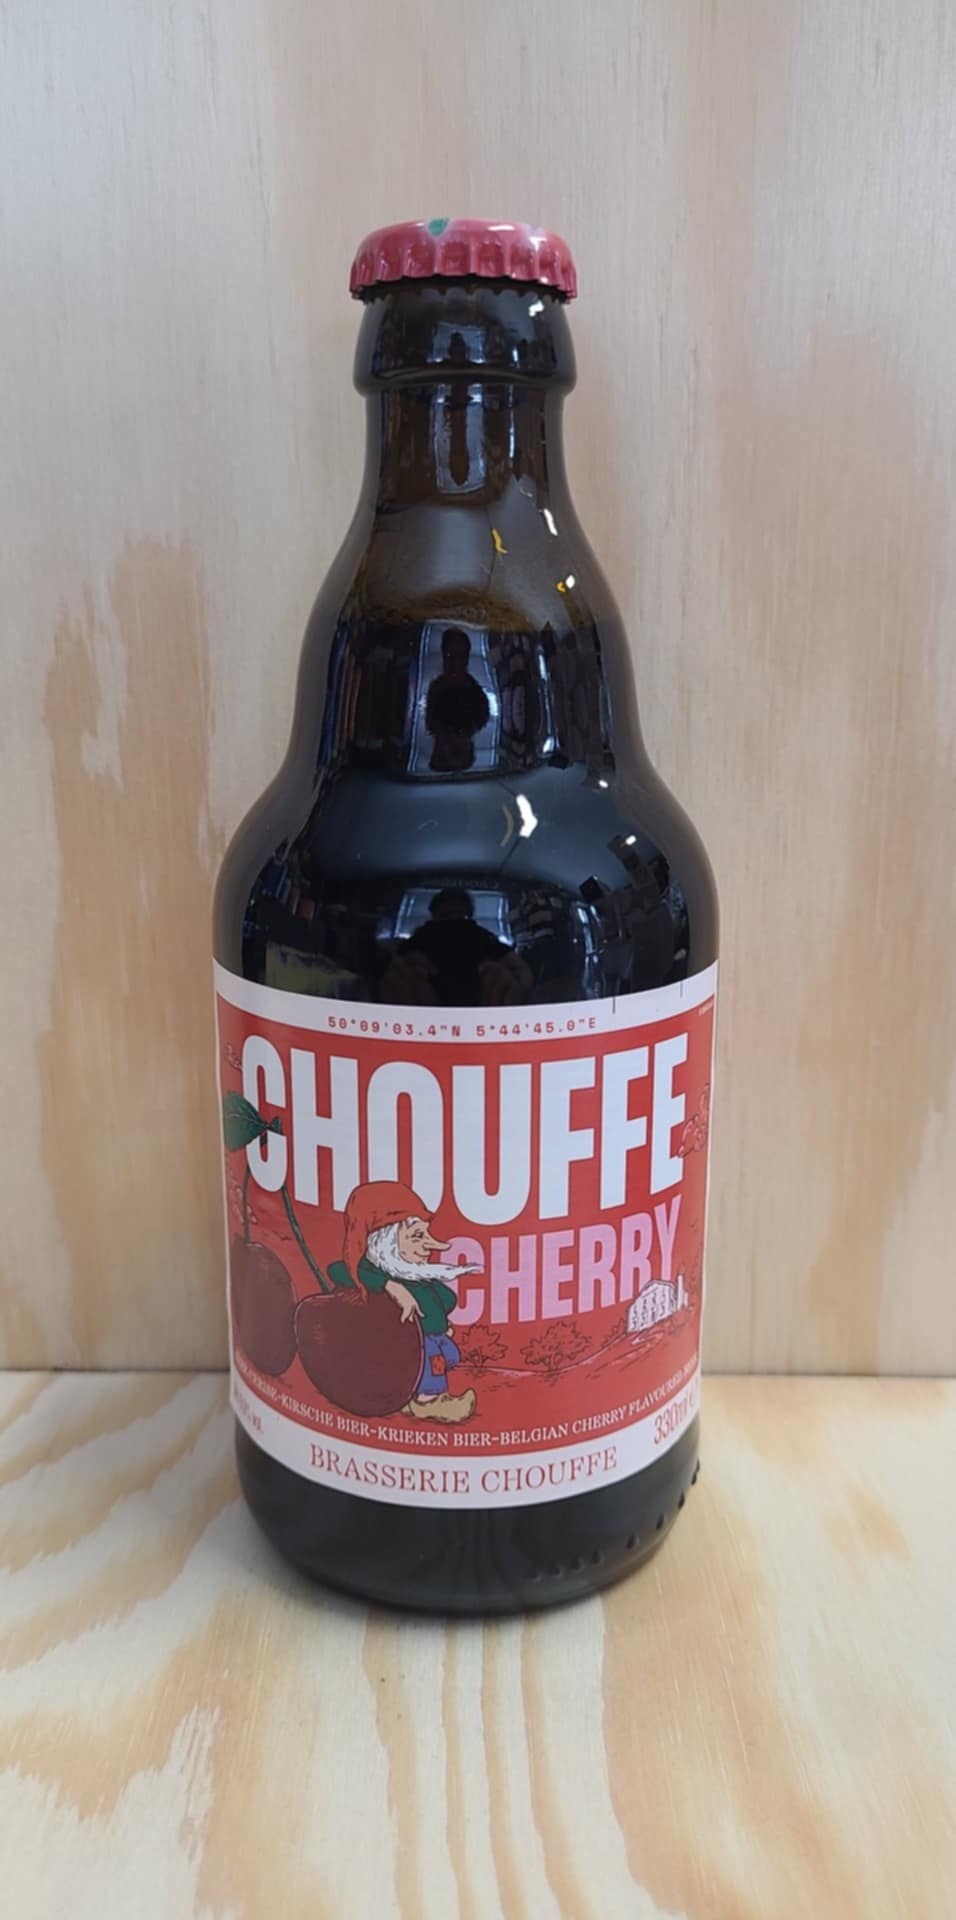 50°09'03.4"N 5°44'45.0"E
CHOUFFE
CHERRY
-KIRSCHE BIER-KRIEKEN BIER-BELGIAN CHERRY FLAVOURED
330ml
BRASSERIE CHOUFFE